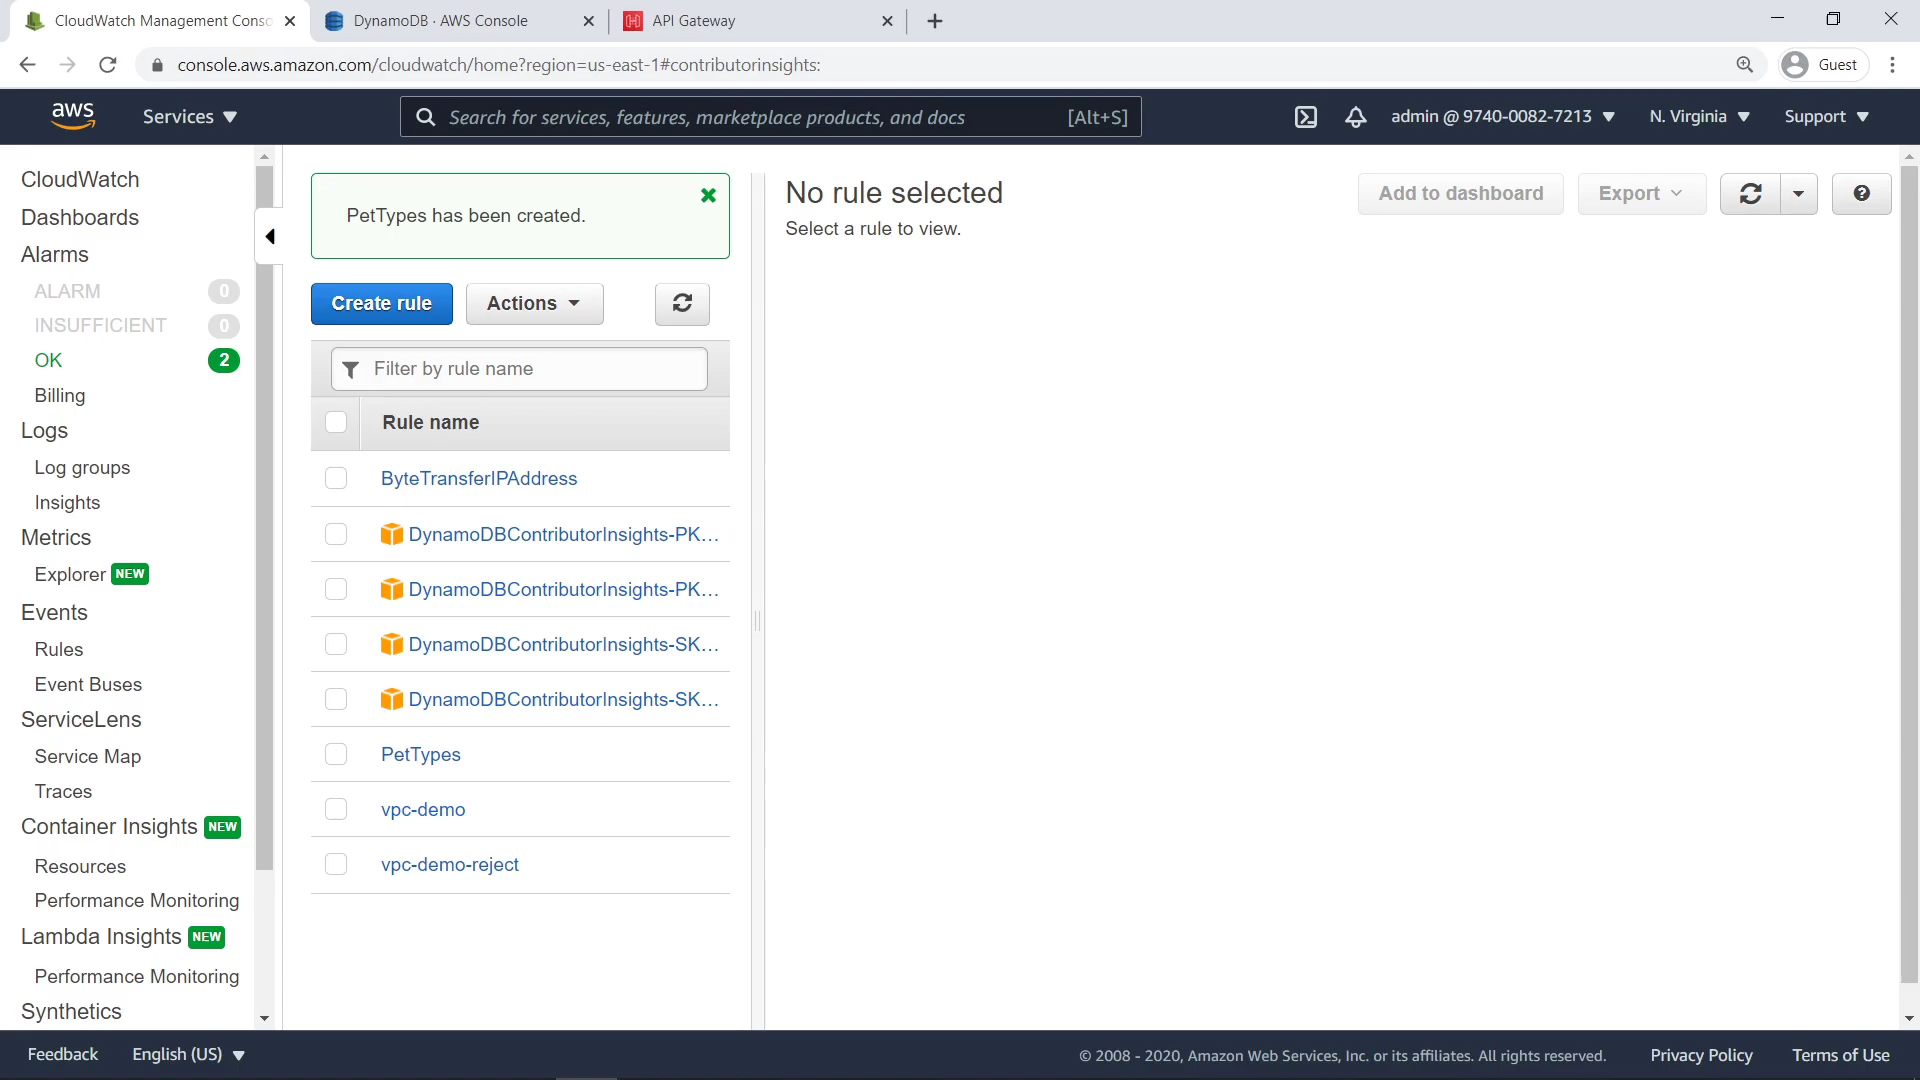 CloudWatch Management Conso
DynamoDB · AWS Console
API Gateway
console.aws.amazon.com/cloudwatch/home?region=us-east-1#contributorinsights:
Guest
aws
Services
Search for services, features, marketplace products, and docs
[Alt+S]
admin @ 9740-0082-7213
N. Virginia
Support
CloudWatch
Dashboards
Alarms
ALARM 0
INSUFFICIENT 0
OK 2
Billing
Logs
Log groups
Insights
Metrics
Explorer NEW
Events
Rules
Event Buses
ServiceLens
Service Map
Traces
Container Insights NEW
Resources
Performance Monitoring
Lambda Insights NEW
Performance Monitoring
Synthetics
PetTypes has been created.
Create rule
Actions
Filter by rule name
Rule name
ByteTransferIPAddress
DynamoDBContributorInsights-PK...
DynamoDBContributorInsights-PK...
DynamoDBContributorInsights-SK...
DynamoDBContributorInsights-SK...
PetTypes
vpc-demo
vpc-demo-reject
No rule selected
Select a rule to view.
Add to dashboard
Export
Feedback
English (US)
© 2008 - 2020, Amazon Web Services, Inc. or its affiliates. All rights reserved.
Privacy Policy
Terms of Use